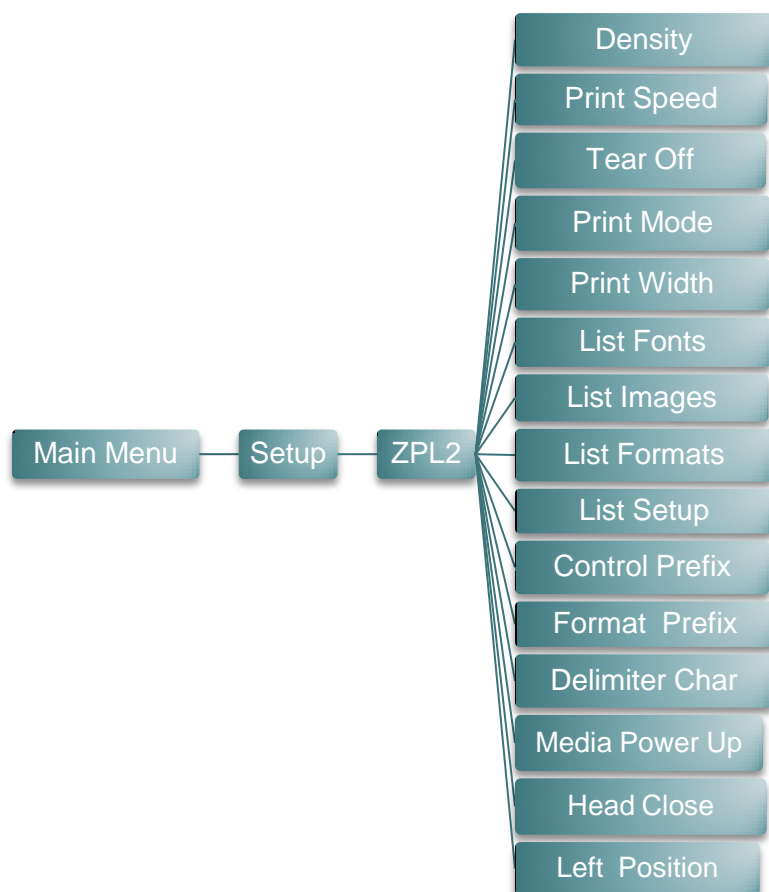 Density
Print Speed
Tear Off
Print Mode
Print Width
List Fonts
List Images
Main Menu
Setup
ZPL2
List Formats
List Setup
Control Prefix
Format  Prefix
Delimiter Char
Media Power Up
Head Close
Left  Position